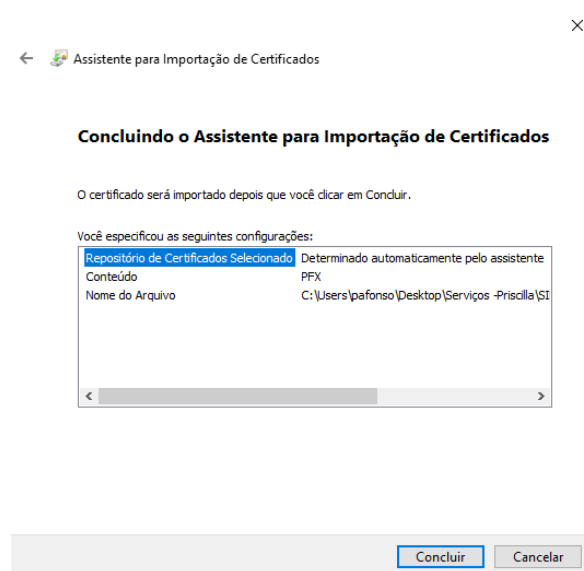 Assistente para Importação de Certificados
Concluindo o Assistente para Importação de Certificados
O certificado será importado depois que você clicar em Concluir.
Você especificou as seguintes configurações:
Repositório de Certificados Selecionado Determinado automaticamente pelo assistente
Conteúdo PFX
Nome do Arquivo C:\Users\pafonso\Desktop\Serviços -Priscilla\SI
Concluir Cancelar